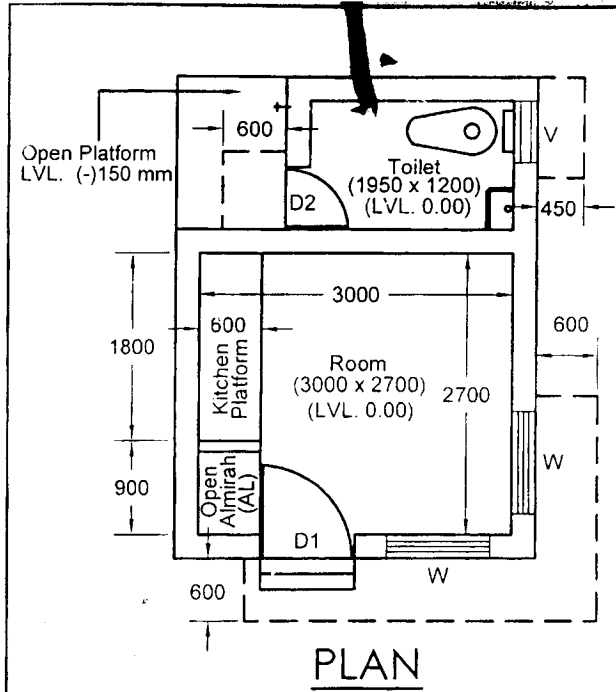 600
Open Platform
LVL. (-)150 mm
Toilet
(1950 x 1200)
(LVL. 0.00)
V
D2
450
3000
600
600
1800
Kitchen
Platform
Room
(3000 x 2700)
(LVL. 0.00)
2700
900
Open
Almirah
(AL)
W
D1
W
600
PLAN